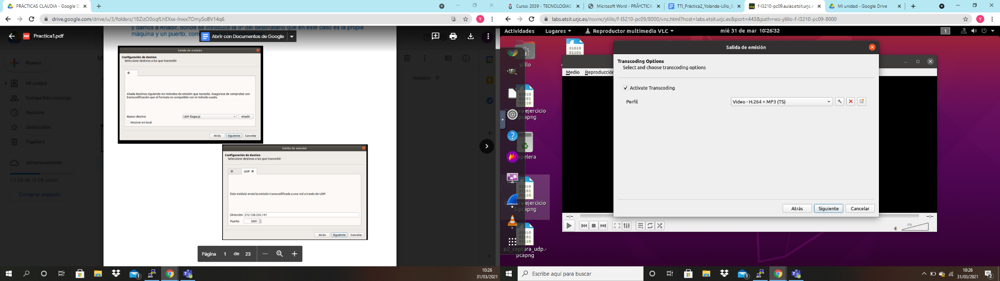 PRÁCTICAS CLAUDIA - Google D
drive.google.com/drive/u/3/folders/18ZizO0oqfLhEXse-Inwx7OmySoBV14q6
y damos a Añadir, donde se introduce la IP del destinatario que en este caso es la propia
máquina y un puerto, com
Practica1.pdf
Abrir con Documentos de Google
Nuevo
Mi unidad
Compartido conmigo
Reciente
Destacados
Papelera
Almacenamiento
7,2 GB de 15 GB usado
Comprar espacio
Nombre
Salida de emisión
Configuración de destino
Seleccione destinos a los que transmitir
Añada destinos siguiendo los métodos de emisión que necesite. Asegúrese de comprobar con
transcodificación que el formato es compatible con el método usado.
Nuevo destino UDP (legacy) Añadir
Mostrar en local
Atrás Siguiente Cancelar
Salida de emisión
Configuración de destino
Seleccione destinos a los que transmitir
UDP
Este módulo envía la emisión transcodificada a una red a través de UDP.
Dirección 212.128.255.141
Puerto 5001
Atrás Siguiente Cancelar
Página 1 de 23
10:26
31/03/2021
Curso: 2039 - TECNOLOGIAS
Microsoft Word - PRÃ†CTICA
TTI_Práctica2_Yolanda-Lillo_IS
f-l3210-pc09.aulas.etsit.urjc.e
Mi unidad - Google Drive
labs.etsit.urjc.es/novnc/ylillo/f-l3210-pc09/8000/vnc.html?host=labs.etsit.urjc.es&port=443&path=ws-ylillo-f-l3210-pc09-8000
Actividades Lugares Reproductor multimedia VLC mié 31 de mar 10:26:32 1
ylillo
01010
01101
ejercicio
pcapng
apelera
ejercicio
5.pcapng
p2_captura_udp.-
pcapng
Medio Reproducción
Salida de emisión
Transcoding Options
Select and choose transcoding options
Activate Transcoding
Perfil Video - H.264 + MP3 (TS)
Atrás Siguiente Cancelar
--:-- --:--
0%
Escribe aquí para buscar
10:26
31/03/2021